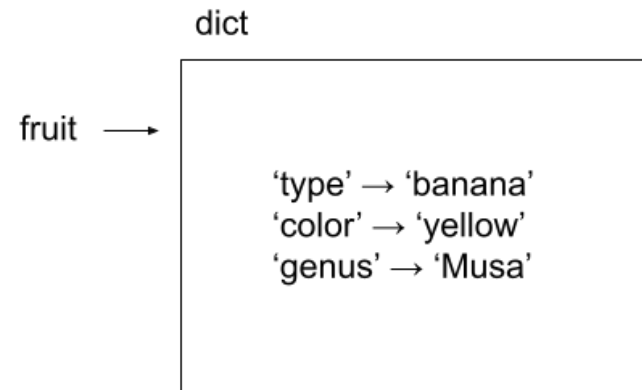 dict
fruit →
‘type’ → ‘banana’
‘color’ → ‘yellow’
‘genus’ → ‘Musa’